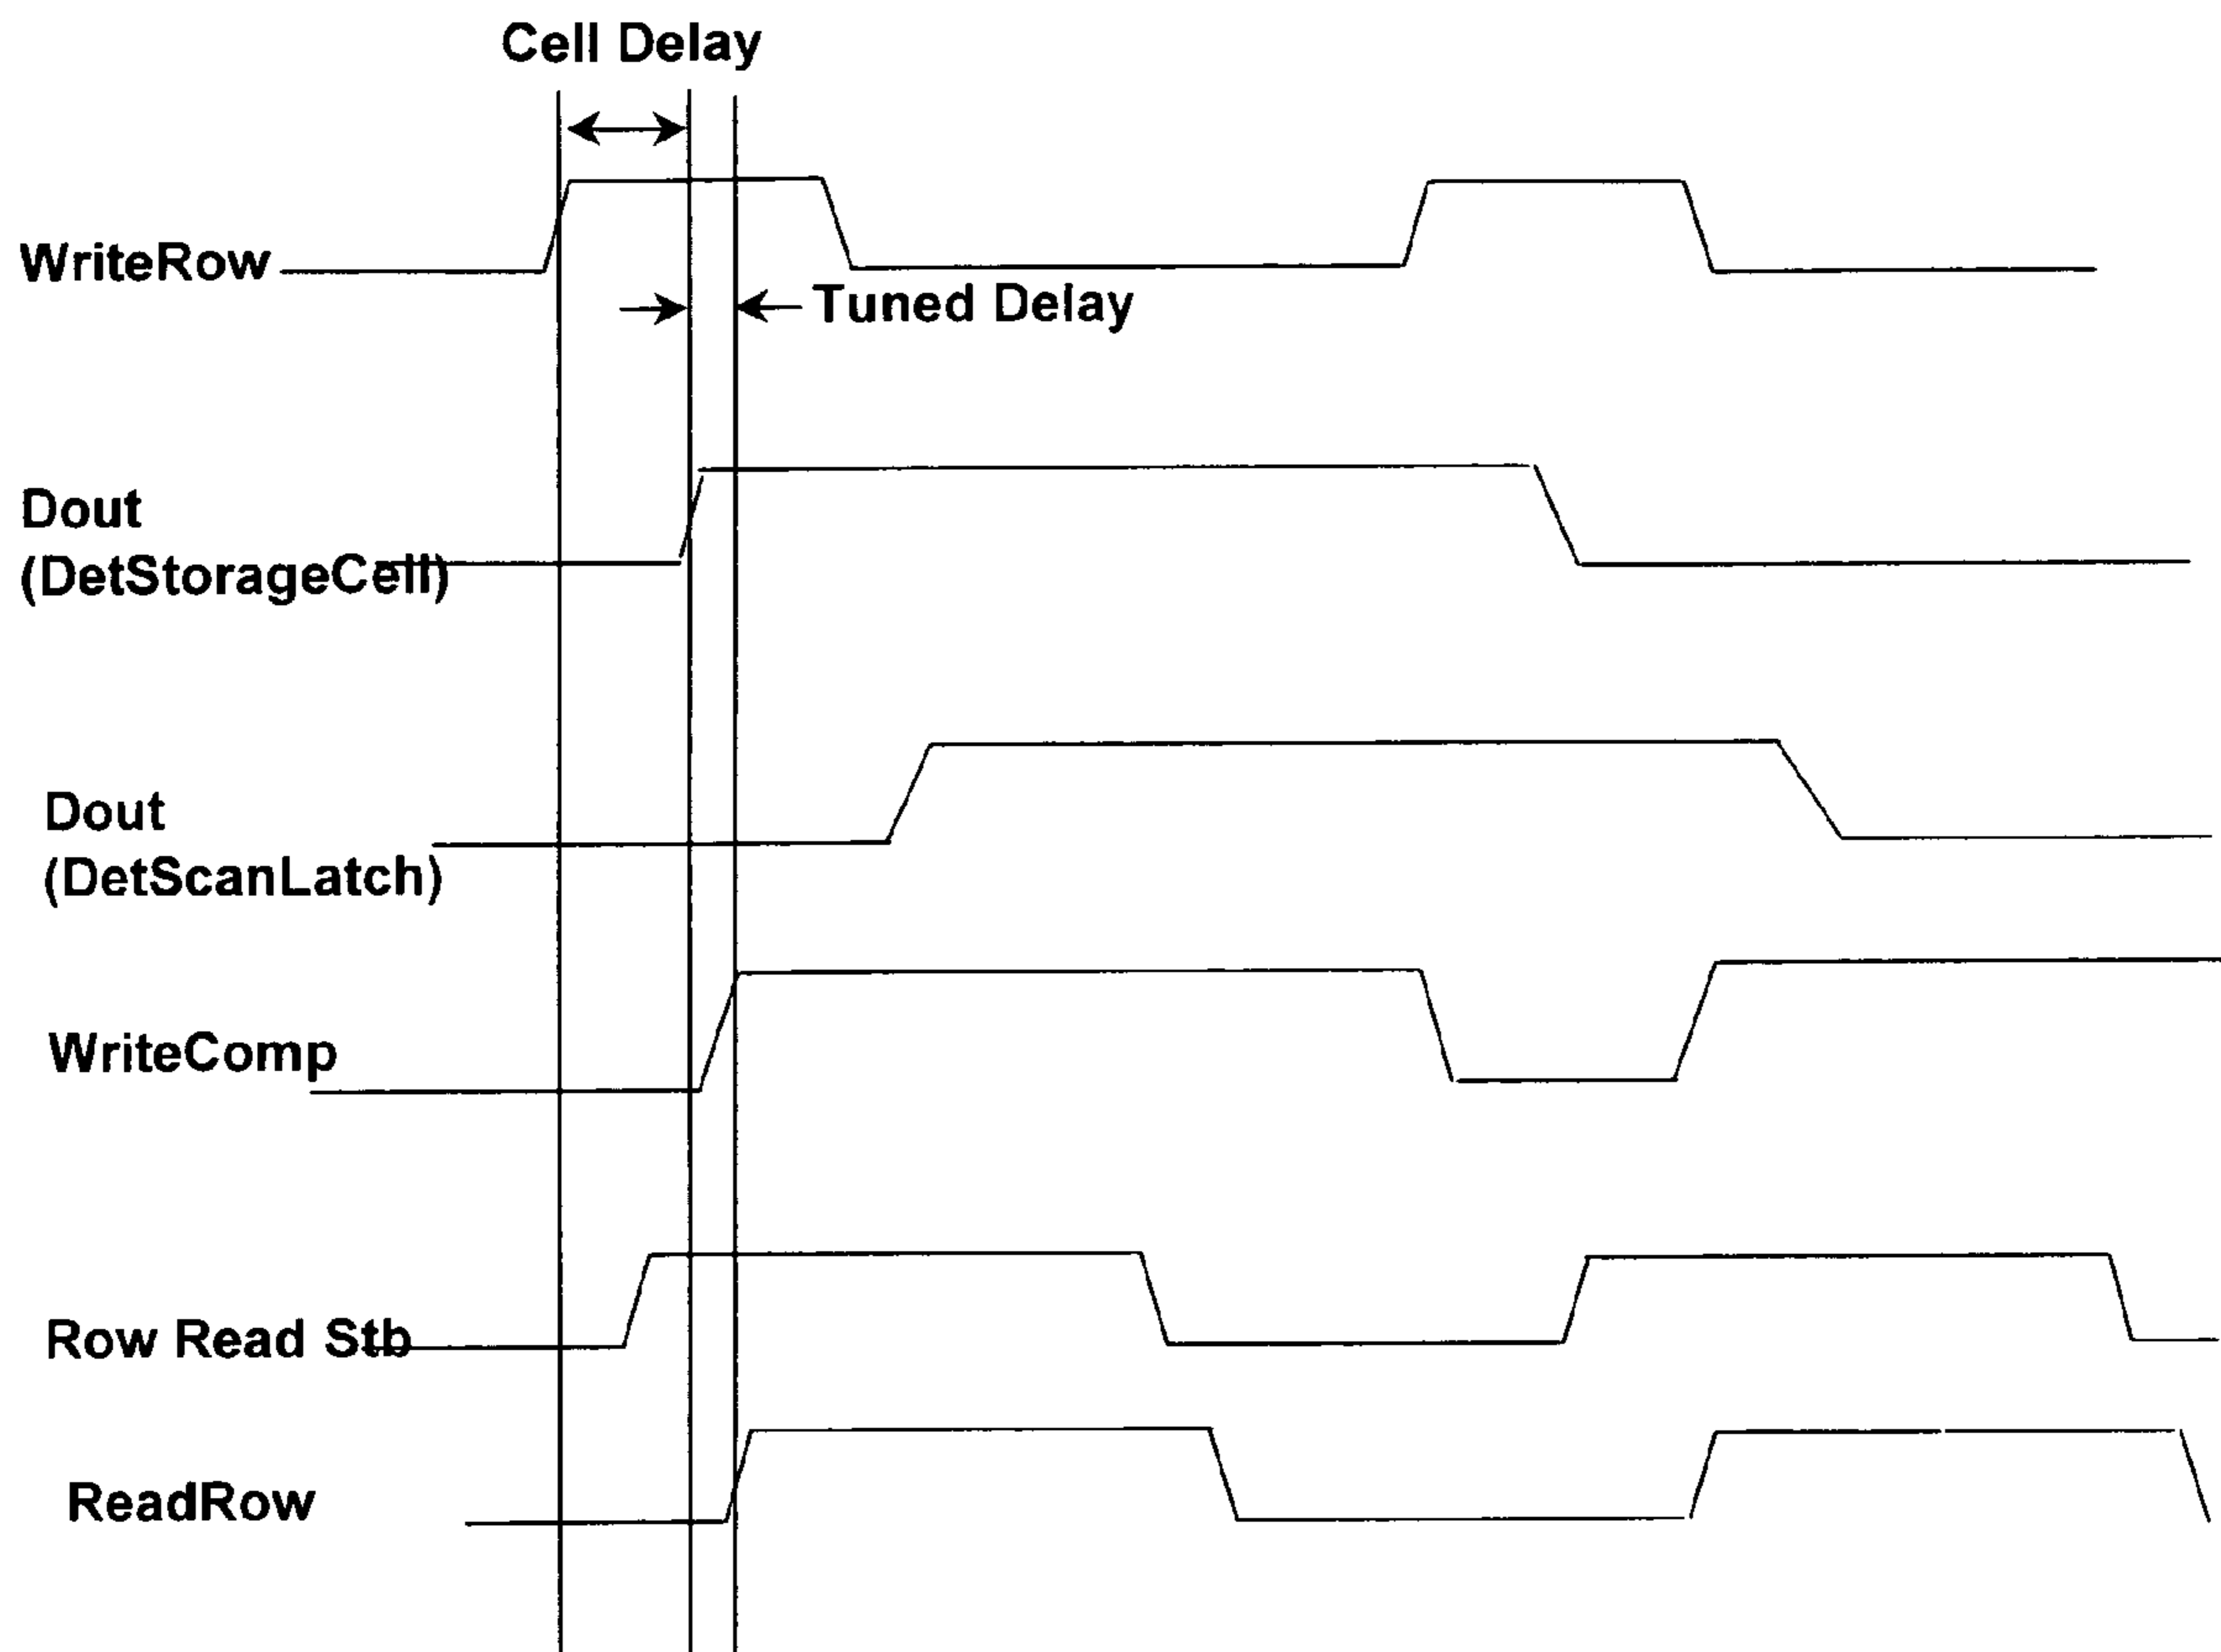 Cell Delay
WriteRow
Tuned Delay
Dout
(DetStorageCell)
Dout
(DetScanLatch)
WriteComp
Row Read Stb
ReadRow